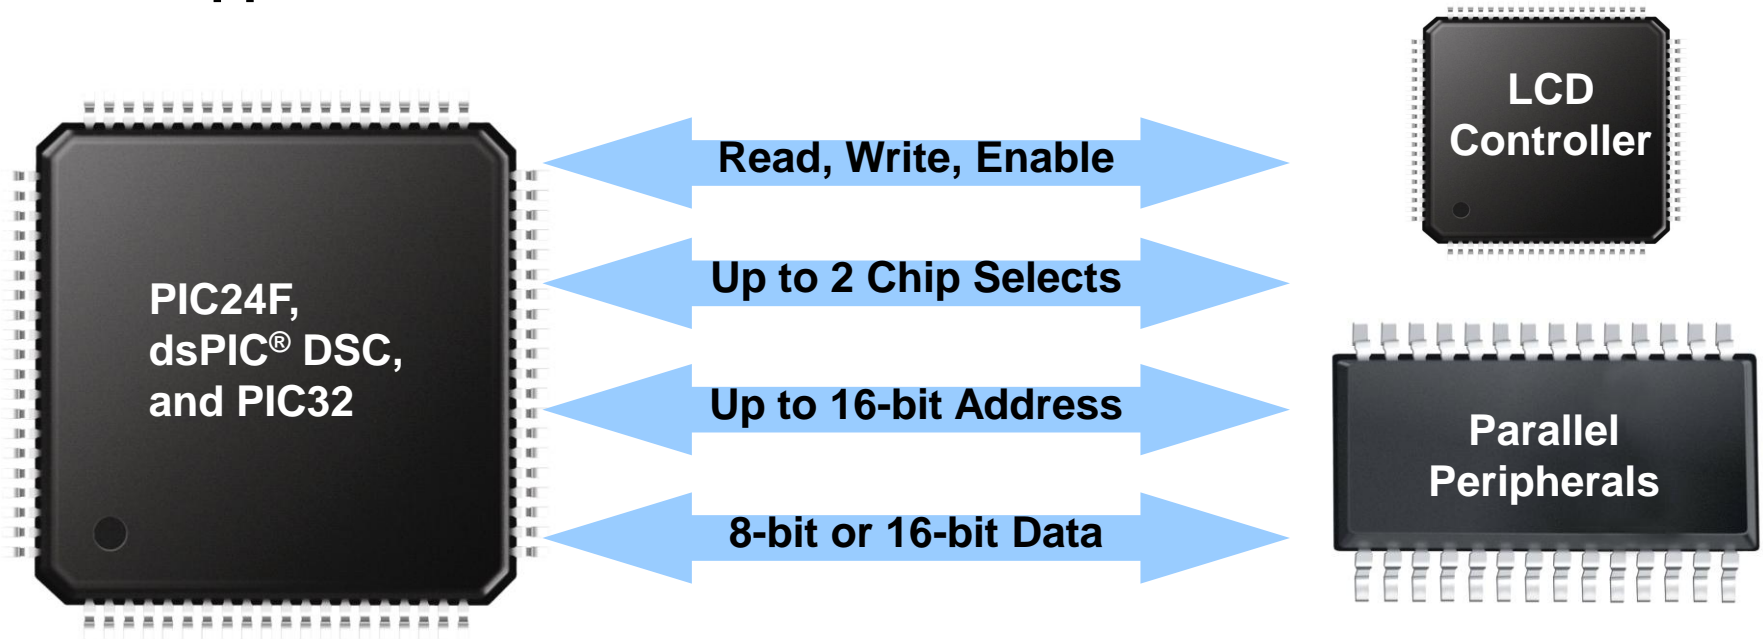 PIC24F,
dsPIC® DSC,
and PIC32
Read, Write, Enable
Up to 2 Chip Selects
Up to 16-bit Address
8-bit or 16-bit Data
LCD
Controller
Parallel
Peripherals